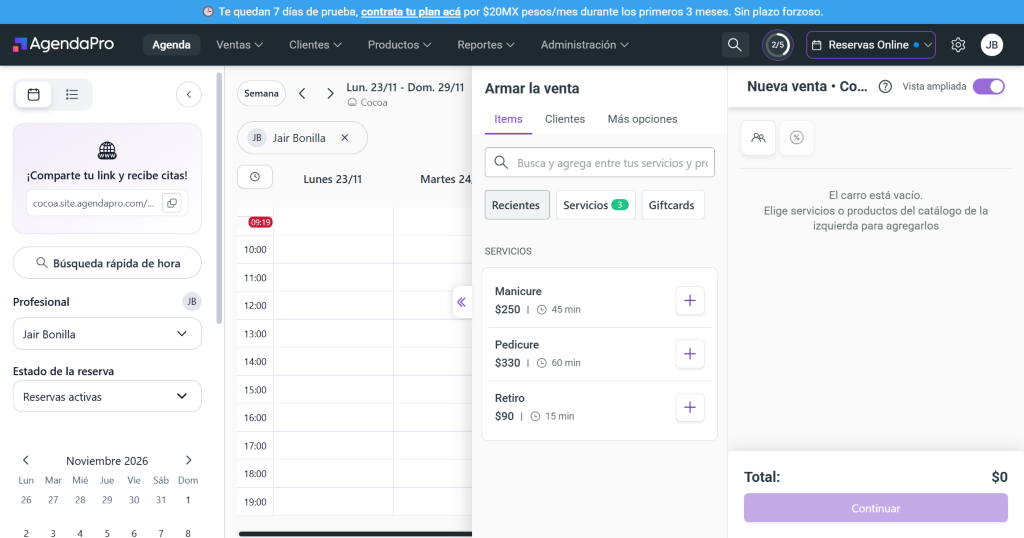 Te quedan 7 días de prueba, contrata tu plan acá por $20MX pesos/mes durante los primeros 3 meses. Sin plazo forzoso.
AgendaPro
Agenda
Ventas
Clientes
Productos
Reportes
Administración
2/5
Reservas Online
JB
WWW
¡Comparte tu link y recibe citas!
cocoa.site.agendapro.com/...
Búsqueda rápida de hora
Profesional
JB
Jair Bonilla
Estado de la reserva
Reservas activas
Noviembre 2026
Lun Mar Mié Jue Vie Sáb Dom
26 27 28 29 30 31 1
2 3 4 5 6 7 8
Semana
Lun. 23/11 - Dom. 29/11
Cocoa
JB Jair Bonilla
Lunes 23/11
Martes 24
09:19
10:00
11:00
12:00
13:00
14:00
15:00
16:00
17:00
18:00
19:00
Armar la venta
Items
Clientes
Más opciones
Busca y agrega entre tus servicios y pro
Recientes
Servicios 3
Giftcards
SERVICIOS
Manicure
$250 | 45 min
Pedicure
$330 | 60 min
Retiro
$90 | 15 min
Nueva venta • Co...
Vista ampliada
El carro está vacío.
Elige servicios o productos del catálogo de la
izquierda para agregarlos
Total: $0
Continuar